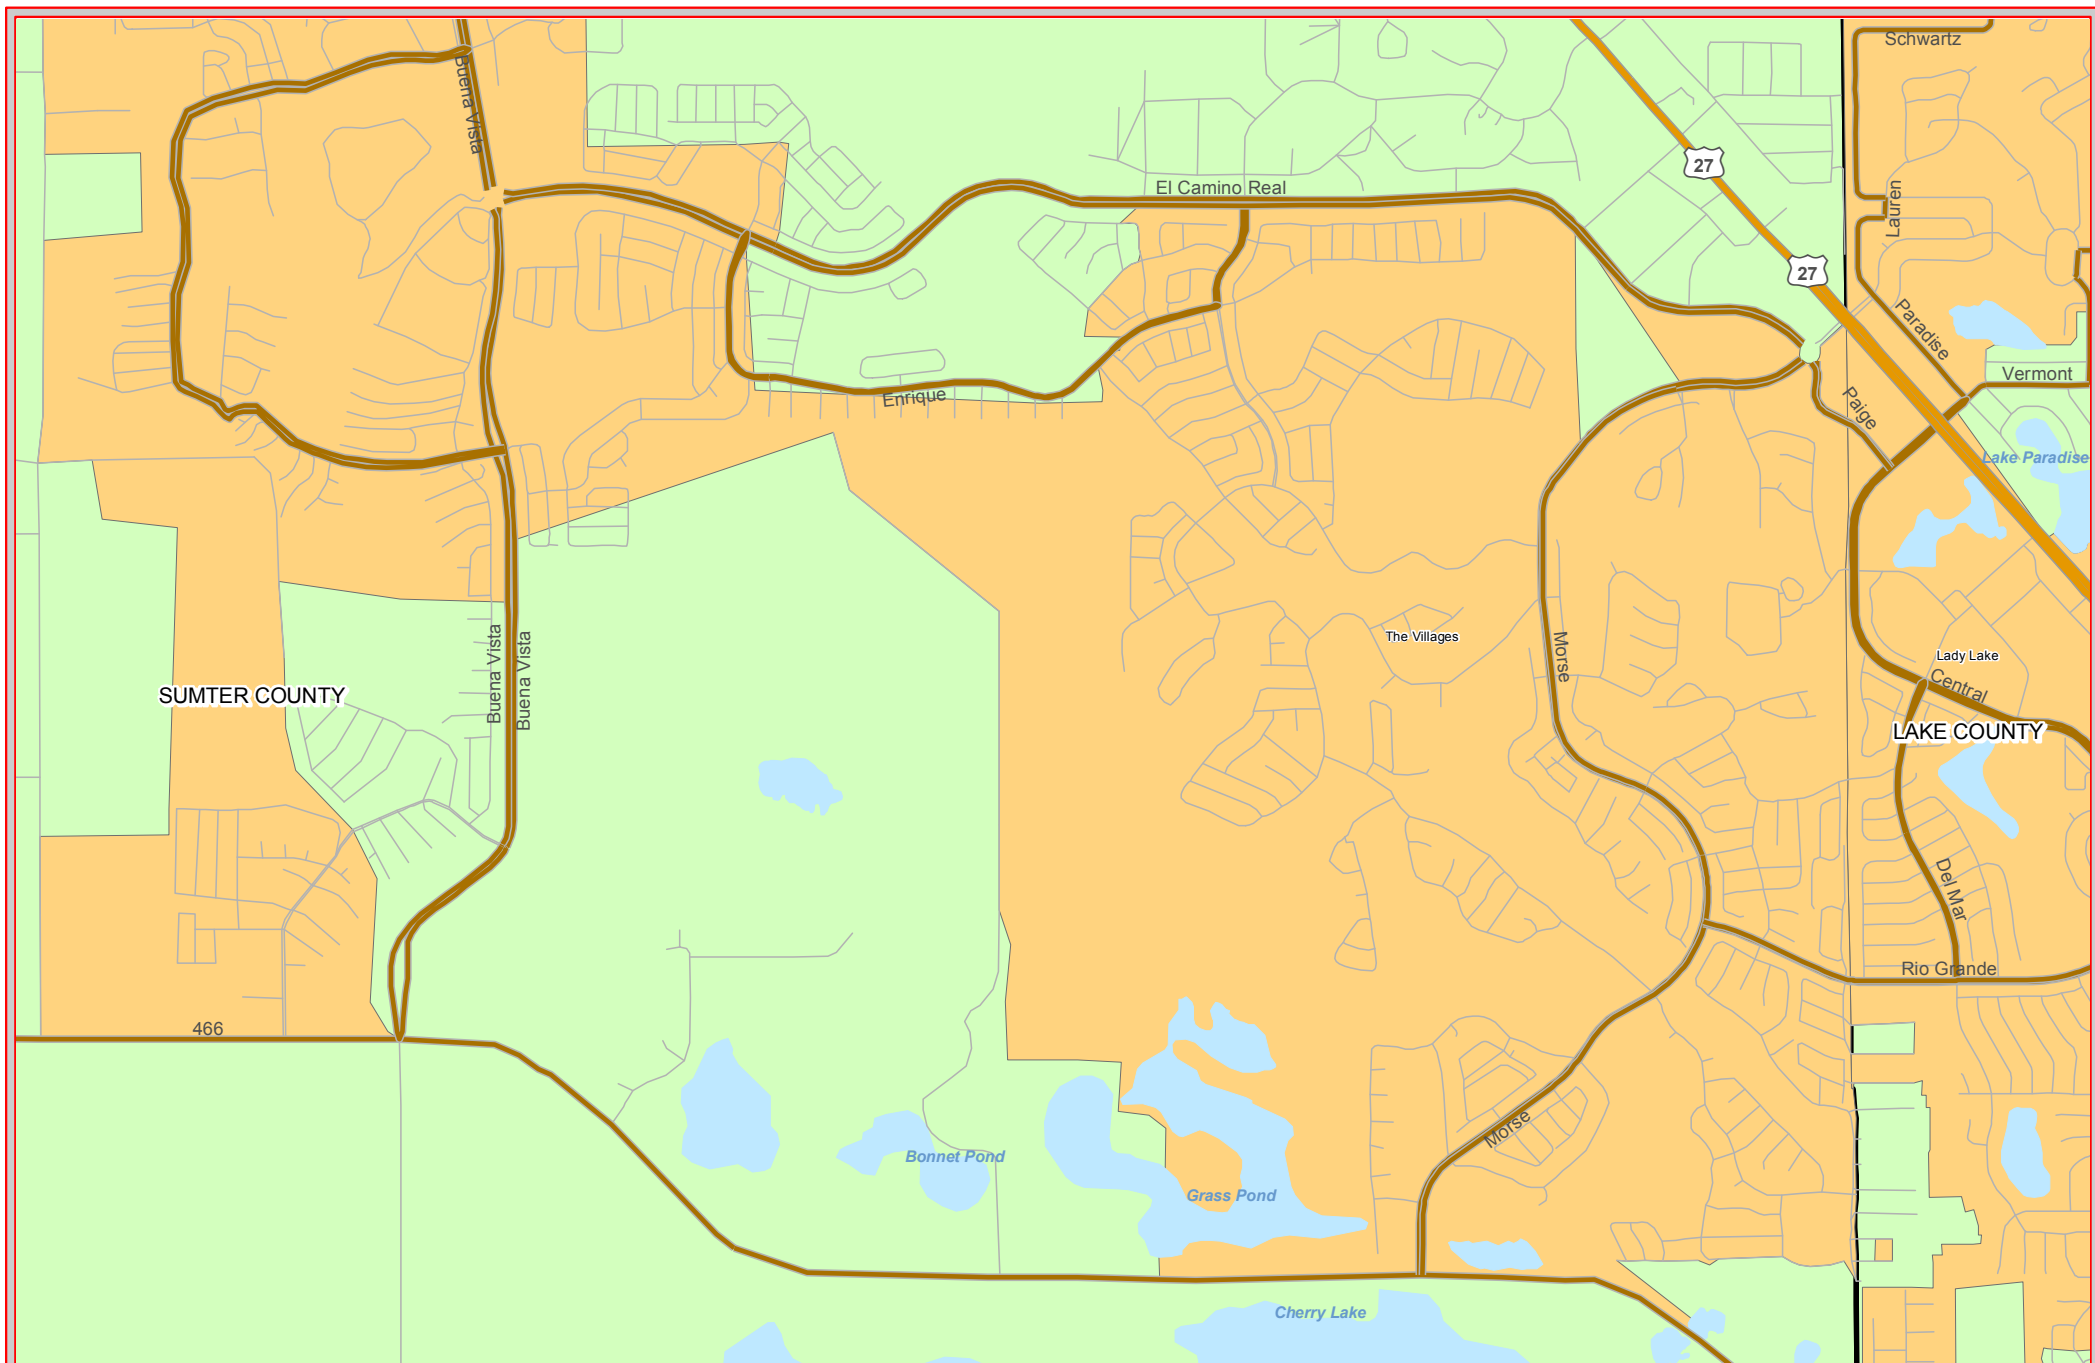 Schwartz
Buena Vista
27
El Camino Real
Lauren
27
Paradise
Vermont
Enrique
Paige
Lake Paradise
The Villages
Morse
Lady Lake
Central
SUMTER COUNTY
Buena Vista
Buena Vista
LAKE COUNTY
Del Mar
Rio Grande
466
Morse
Bonnet Pond
Grass Pond
Cherry Lake